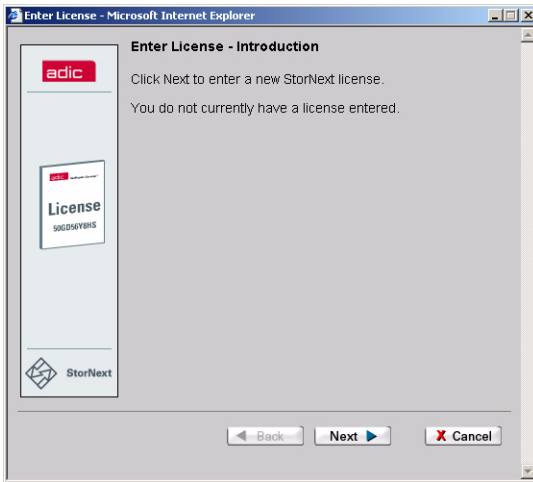 Enter License - Microsoft Internet Explorer
Enter License - Introduction
adic
Click Next to enter a new StorNext license.
You do not currently have a license entered.
adic
License
50GD56Y8HS
StorNext
Back
Next
X Cancel